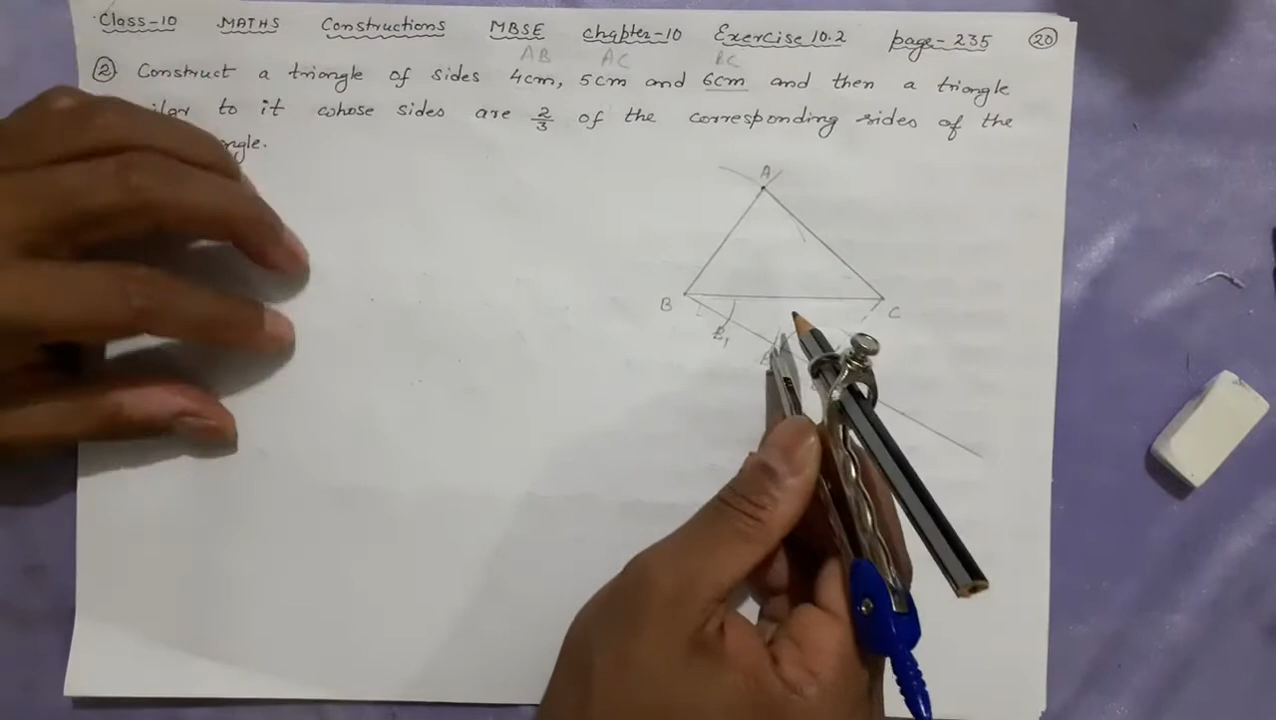 Class-10 MATHS Constructions MBSE chapter-10 Exercise 10.2 page-235 20
AB AC BC
② Construct a triangle of sides 4cm, 5cm and 6cm and then a triangle
to it whose sides are 2/3 of the corresponding sides of the
A
B
C
B₁